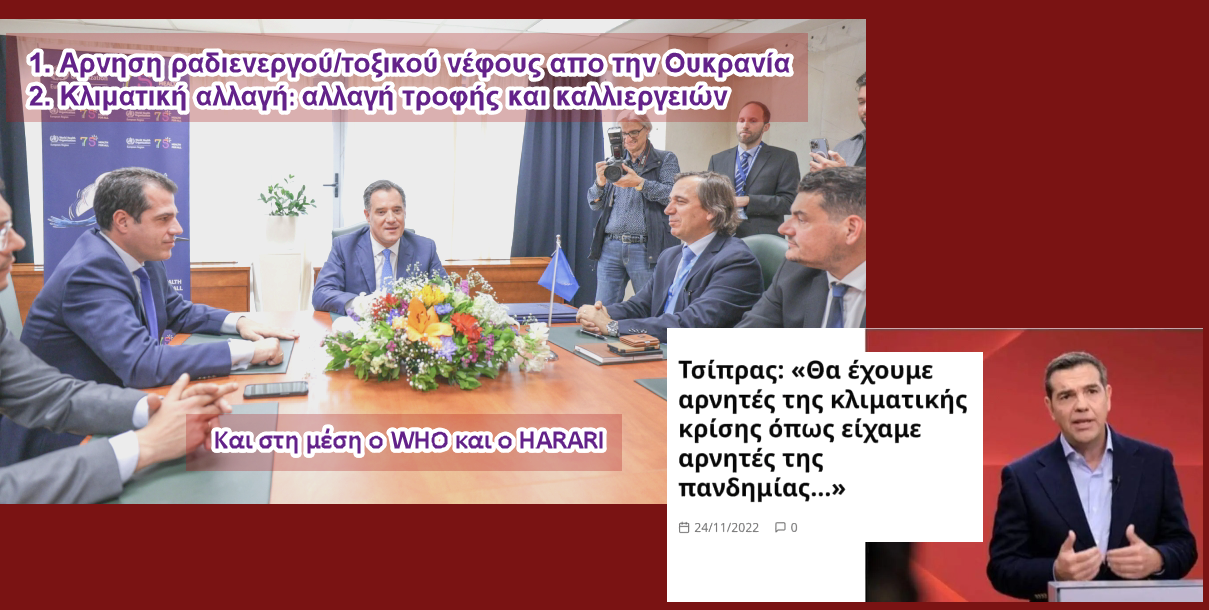 1. Αρνηση ραδιενεργού/τοξικού νέφους απο την Ουκρανία
2. Κλιματική αλλαγή: αλλαγή τροφής και καλλιεργειών
Και στη μέση ο WHO και ο HARARI
Τσίπρας: «Θα έχουμε
αρνητές της κλιματικής
κρίσης όπως είχαμε
αρνητές της
πανδημίας...»
24/11/2022 0